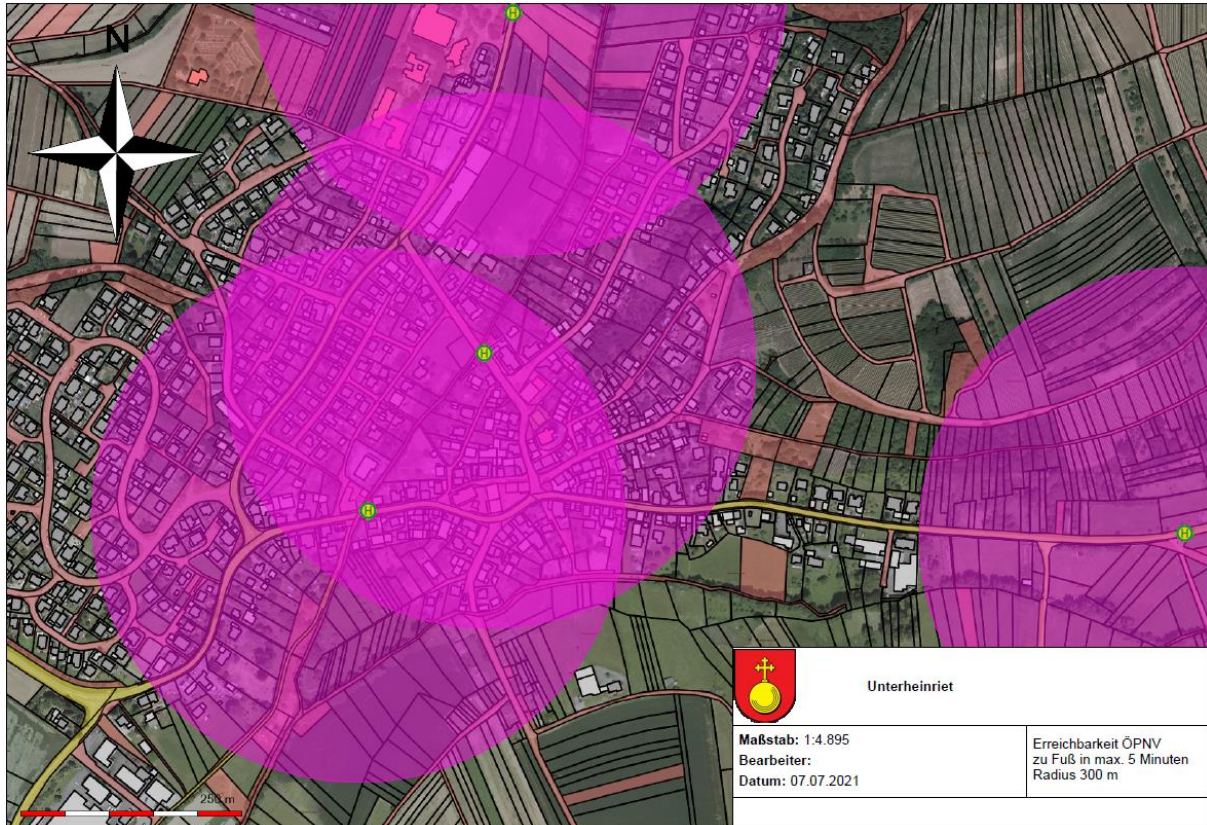 H
N
H
H
H
Unterheinriet
Maßstab: 1:4.895
Bearbeiter:
Datum: 07.07.2021
Erreichbarkeit ÖPNV
zu Fuß in max. 5 Minuten
Radius 300 m
250 m